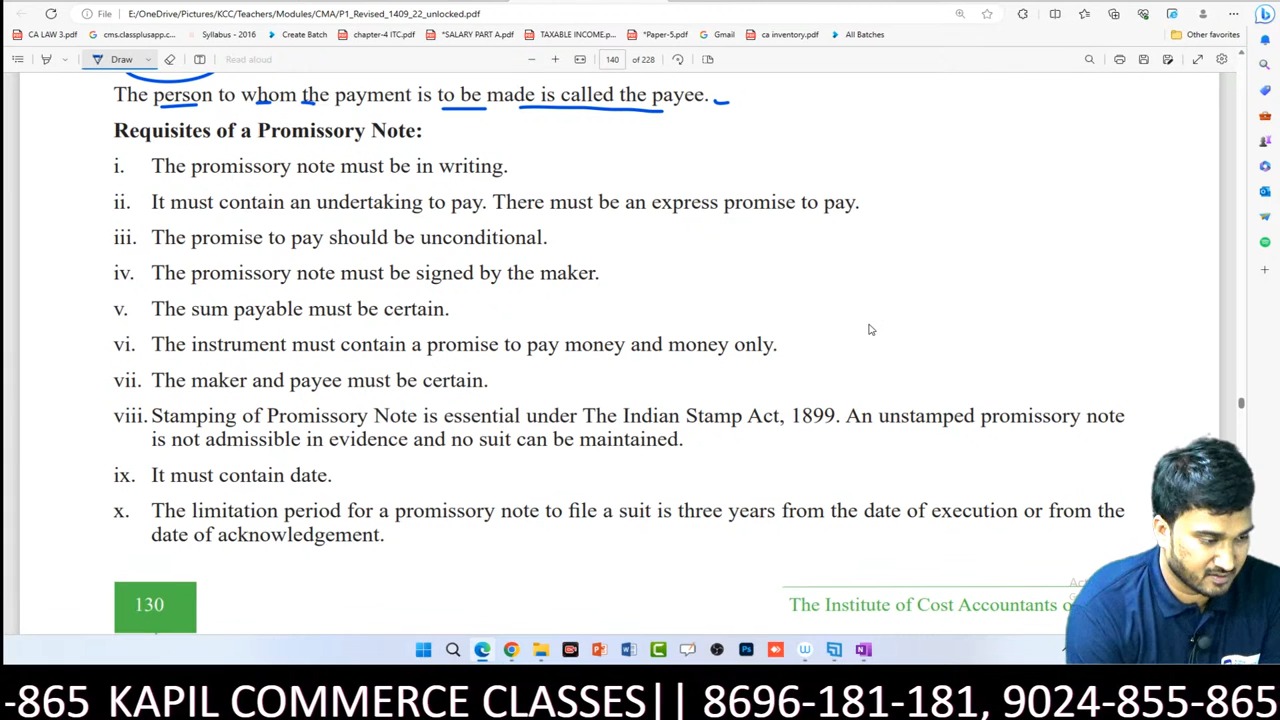 File
E:/OneDrive/Pictures/KCC/Teachers/Modules/CMA/P1_Revised_1409_22_unlocked.pdf
CA LAW 3.pdf
cms.classplusapp.c...
Syllabus - 2016
Create Batch
chapter-4 ITC.pdf
*SALARY PART A.pdf
TAXABLE INCOME.p...
*Paper-5.pdf
Gmail
ca inventory.pdf
All Batches
Other favorites
Draw
Read aloud
140 of 228
The person to whom the payment is to be made is called the payee.
Requisites of a Promissory Note:
i. The promissory note must be in writing.
ii. It must contain an undertaking to pay. There must be an express promise to pay.
iii. The promise to pay should be unconditional.
iv. The promissory note must be signed by the maker.
v. The sum payable must be certain.
vi. The instrument must contain a promise to pay money and money only.
vii. The maker and payee must be certain.
viii. Stamping of Promissory Note is essential under The Indian Stamp Act, 1899. An unstamped promissory note
is not admissible in evidence and no suit can be maintained.
ix. It must contain date.
x. The limitation period for a promissory note to file a suit is three years from the date of execution or from the
date of acknowledgement.
130
The Institute of Cost Accountants o
-865 KAPIL COMMERCE CLASSES|| 8696-181-181, 9024-855-865